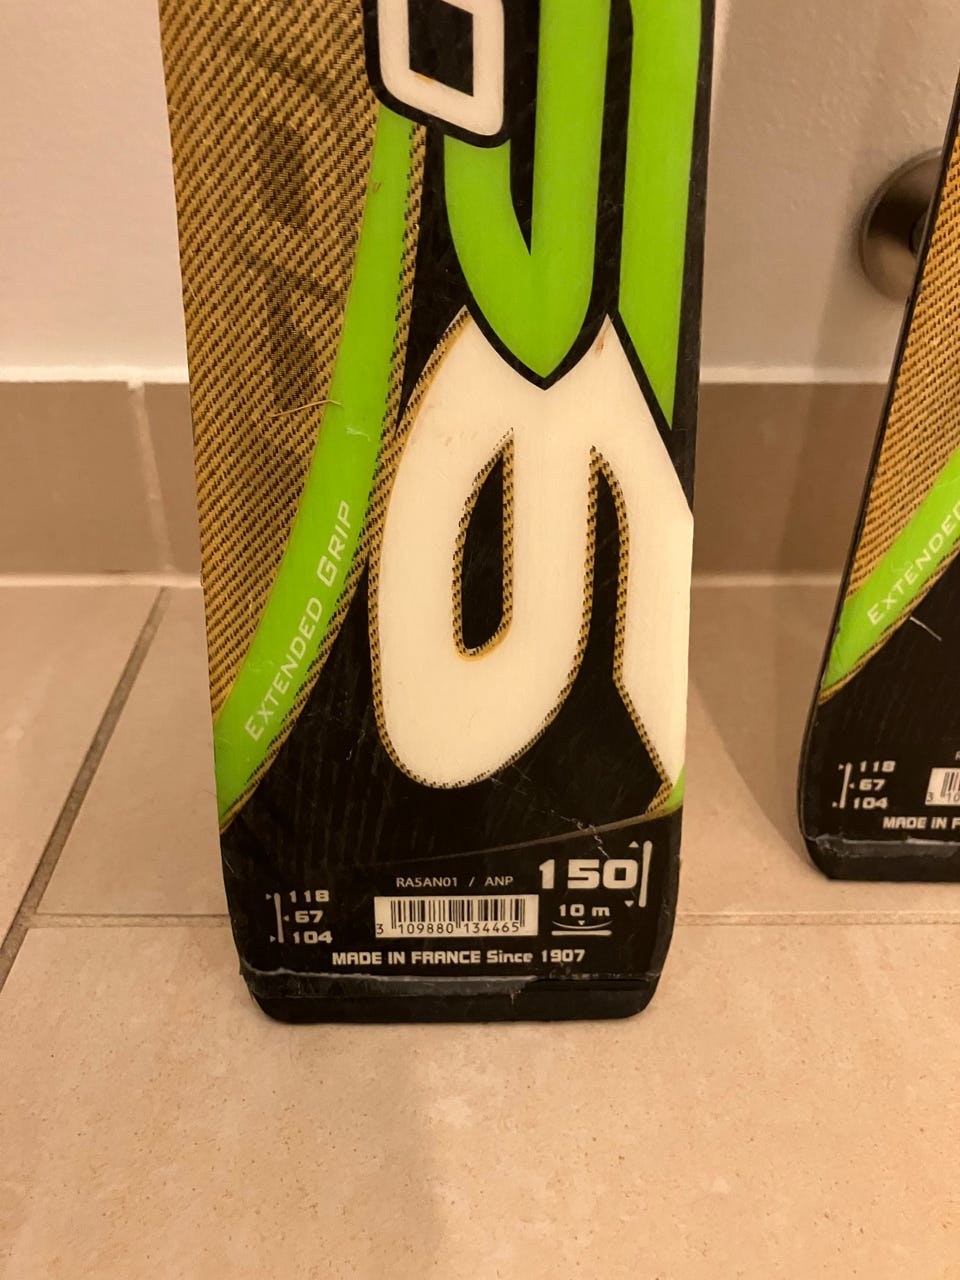 EXTENDED GRIP
RA5AN01 / ANP
150
118
67
104
3 109880 134465
10 m
MADE IN FRANCE Since 1907
EXTENDED
118
67
104
MADE IN F